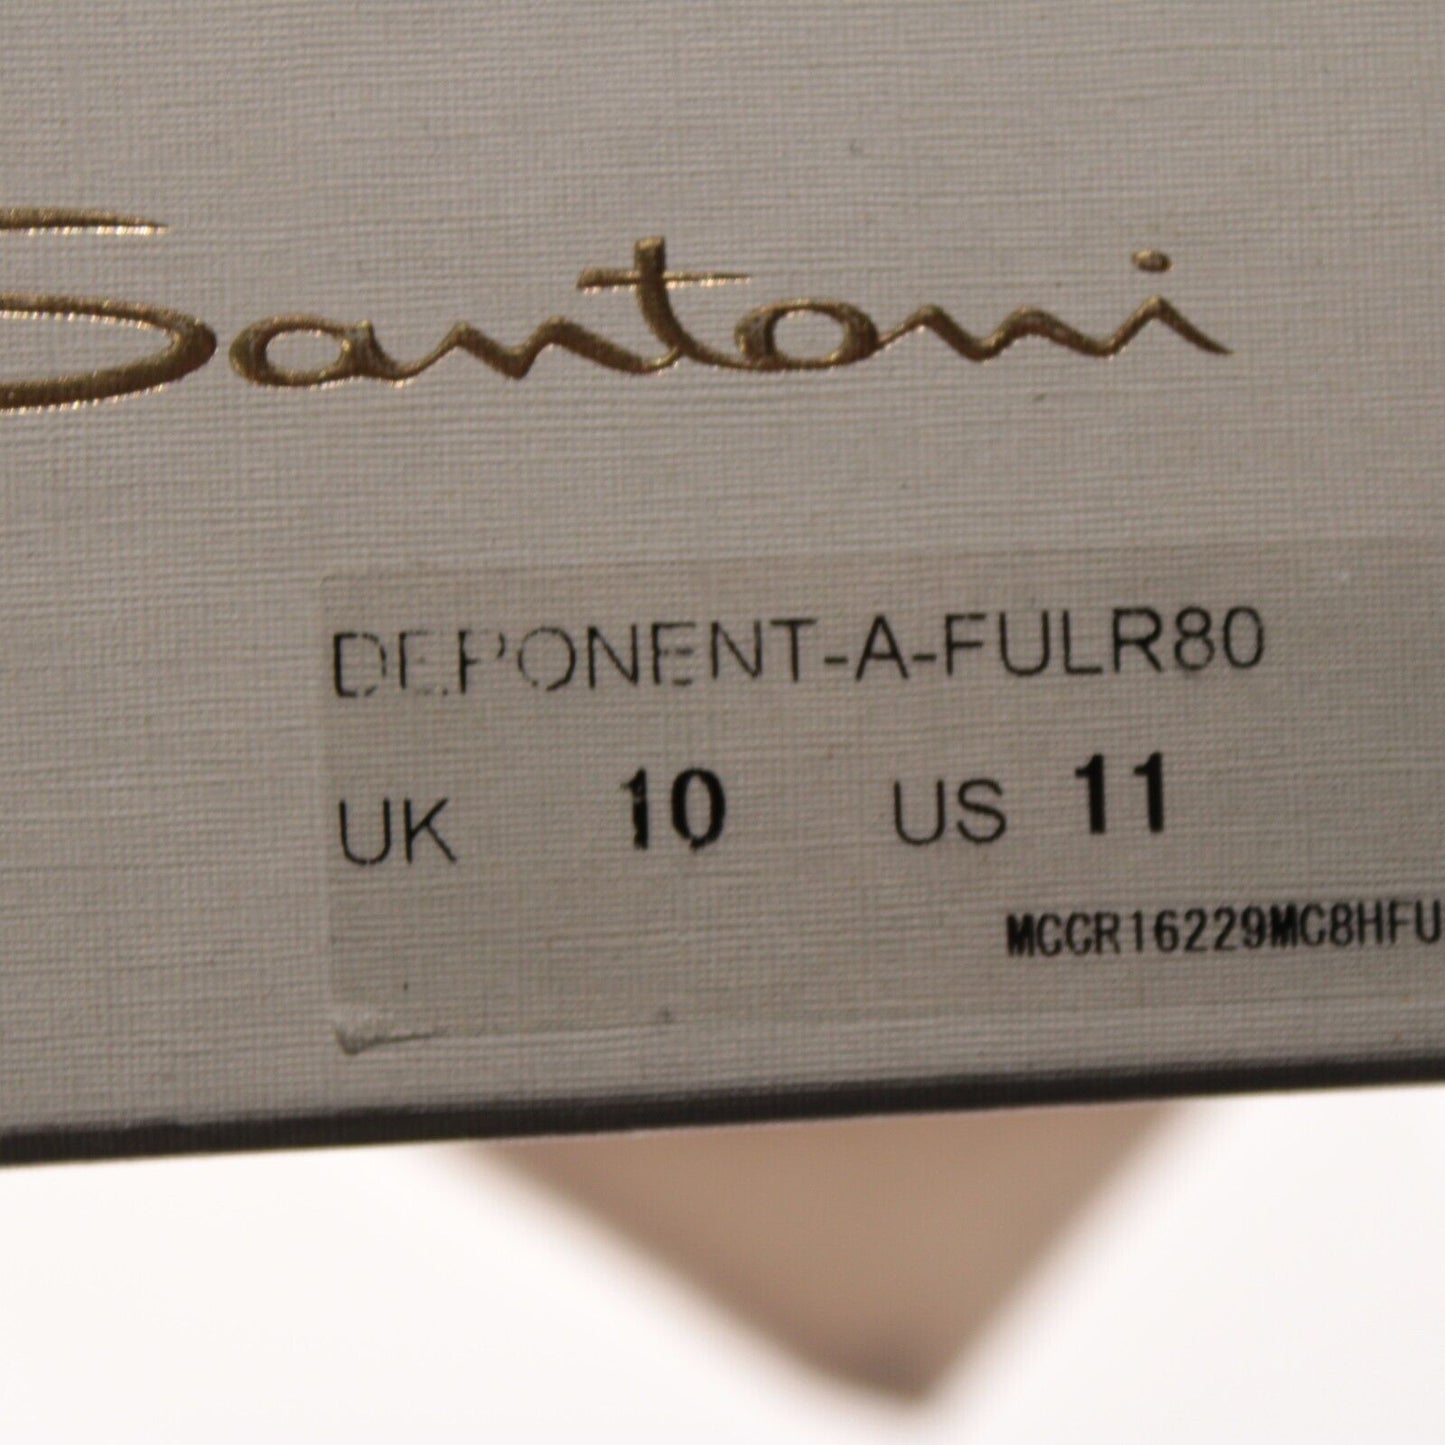 Santoni
DEPONENT-A-FULR80
UK 10 US 11
MCCR16229MC8HFU